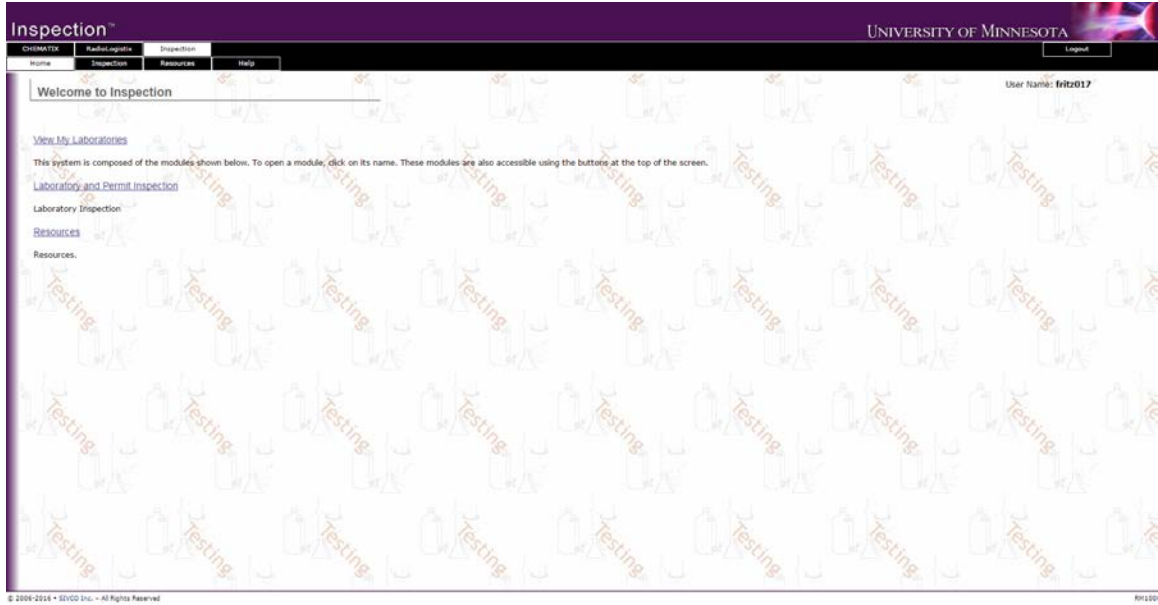 Inspection™
UNIVERSITY OF MINNESOTA
CHEMATIX RadioLogistix Inspection
Logout
Home Inspection Resources Help
User Name: fritz017
Welcome to Inspection
View My Laboratories
This system is composed of the modules shown below. To open a module, click on its name. These modules are also accessible using the buttons at the top of the screen.
Laboratory and Permit Inspection
Laboratory Inspection
Resources
Resources.
Testing
© 2006-2016 • SIVCO Inc. – All Rights Reserved
RM100